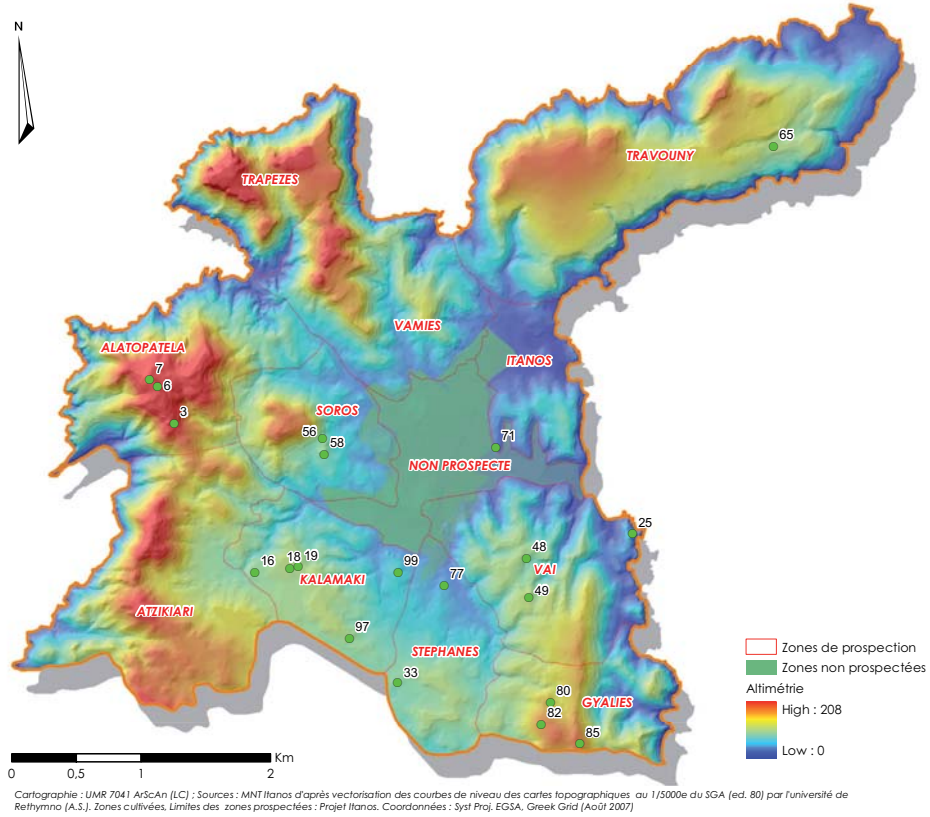 N
65
TRAVOUNY
TRAPEZES
VAMIES
ALATOPATELA
ITANOS
7
6
SOROS
3
56
58
71
NON PROSPECTE
25
48
18 19
16
99
VAI
KALAMAKI
77
49
ATZIKIARI
97
STEPHANES
33
80
GYALIES
82
85
Zones de prospection
Zones non prospectées
Altimétrie
High : 208
Low : 0
Km
0 0,5 1 2
Cartographie : UMR 7041 ArScAn (LC) ; Sources : MNT Itanos d'après vectorisation des courbes de niveau des cartes topographiques au 1/5000e du SGA (ed. 80) par l'université de
Rethymno (A.S.). Zones cultivées, Limites des zones prospectées : Projet Itanos. Coordonnées : Syst Proj. EGSA, Greek Grid (Août 2007)